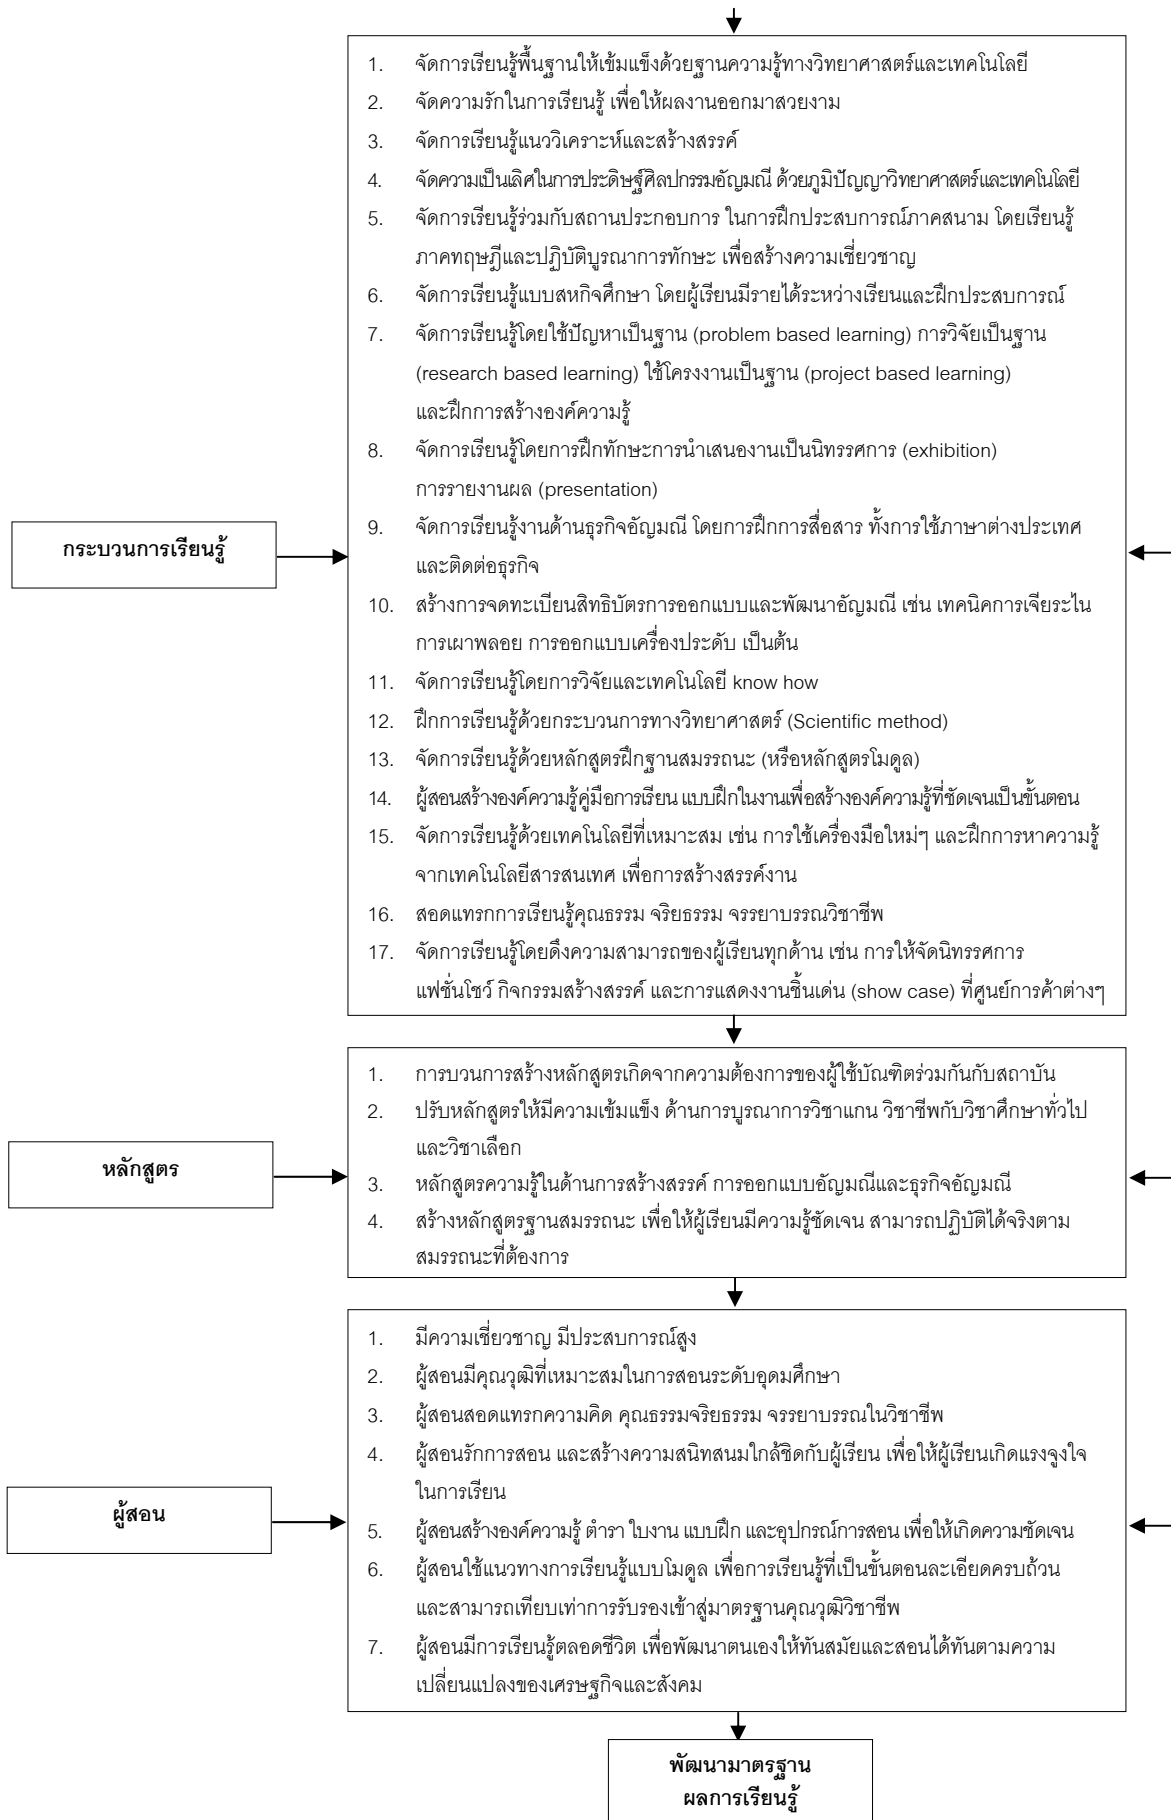 1. จัดการเรียนรู้พื้นฐานให้เข้มแข็งด้วยฐานความรู้ทางวิทยาศาสตร์และเทคโนโลยี
2. จัดความรักในการเรียนรู้ เพื่อให้ผลงานออกมาสวยงาม
3. จัดการเรียนรู้แนววิเคราะห์และสร้างสรรค์
4. จัดความเป็นเลิศในการประดิษฐ์ศิลปกรรมอัญมณี ด้วยภูมิปัญญาวิทยาศาสตร์และเทคโนโลยี
5. จัดการเรียนรู้ร่วมกับสถานประกอบการ ในการฝึกประสบการณ์ภาคสนาม โดยเรียนรู้
ภาคทฤษฎีและปฏิบัติบูรณาการทักษะ เพื่อสร้างความเชี่ยวชาญ
6. จัดการเรียนรู้แบบสหกิจศึกษา โดยผู้เรียนมีรายได้ระหว่างเรียนและฝึกประสบการณ์
7. จัดการเรียนรู้โดยใช้ปัญหาเป็นฐาน (problem based learning) การวิจัยเป็นฐาน
(research based learning) ใช้โครงงานเป็นฐาน (project based learning)
และฝึกการสร้างองค์ความรู้
8. จัดการเรียนรู้โดยการฝึกทักษะการนำเสนองานเป็นนิทรรศการ (exhibition)
การรายงานผล (presentation)
กระบวนการเรียนรู้
9. จัดการเรียนรู้งานด้านธุรกิจอัญมณี โดยการฝึกการสื่อสาร ทั้งการใช้ภาษาต่างประเทศ
และติดต่อธุรกิจ
10. สร้างการจดทะเบียนสิทธิบัตรการออกแบบและพัฒนาอัญมณี เช่น เทคนิคการเจียระไน
การเผาพลอย การออกแบบเครื่องประดับ เป็นต้น
11. จัดการเรียนรู้โดยการวิจัยและเทคโนโลยี know how
12. ฝึกการเรียนรู้ด้วยกระบวนการทางวิทยาศาสตร์ (Scientific method)
13. จัดการเรียนรู้ด้วยหลักสูตรฝึกฐานสมรรถนะ (หรือหลักสูตรโมดูล)
14. ผู้สอนสร้างองค์ความรู้คู่มือการเรียน แบบฝึกในงานเพื่อสร้างองค์ความรู้ที่ชัดเจนเป็นขั้นตอน
15. จัดการเรียนรู้ด้วยเทคโนโลยีที่เหมาะสม เช่น การใช้เครื่องมือใหม่ๆ และฝึกการหาความรู้
จากเทคโนโลยีสารสนเทศ เพื่อการสร้างสรรค์งาน
16. สอดแทรกการเรียนรู้คุณธรรม จริยธรรม จรรยาบรรณวิชาชีพ
17. จัดการเรียนรู้โดยดึงความสามารถของผู้เรียนทุกด้าน เช่น การให้จัดนิทรรศการ
แฟชั่นโชว์ กิจกรรมสร้างสรรค์ และการแสดงงานชิ้นเด่น (show case) ที่ศูนย์การค้าต่างๆ
1. การบวนการสร้างหลักสูตรเกิดจากความต้องการของผู้ใช้บัณฑิตร่วมกันกับสถาบัน
2. ปรับหลักสูตรให้มีความเข้มแข็ง ด้านการบูรณาการวิชาแกน วิชาชีพกับวิชาศึกษาทั่วไป
และวิชาเลือก
หลักสูตร
3. หลักสูตรความรู้ในด้านการสร้างสรรค์ การออกแบบอัญมณีและธุรกิจอัญมณี
4. สร้างหลักสูตรฐานสมรรถนะ เพื่อให้ผู้เรียนมีความรู้ชัดเจน สามารถปฏิบัติได้จริงตาม
สมรรถนะที่ต้องการ
1. มีความเชี่ยวชาญ มีประสบการณ์สูง
2. ผู้สอนมีคุณวุฒิที่เหมาะสมในการสอนระดับอุดมศึกษา
3. ผู้สอนสอดแทรกความคิด คุณธรรมจริยธรรม จรรยาบรรณในวิชาชีพ
4. ผู้สอนรักการสอน และสร้างความสนิทสนมใกล้ชิดกับผู้เรียน เพื่อให้ผู้เรียนเกิดแรงจูงใจ
ในการเรียน
ผู้สอน
5. ผู้สอนสร้างองค์ความรู้ ตำรา ใบงาน แบบฝึก และอุปกรณ์การสอน เพื่อให้เกิดความชัดเจน
6. ผู้สอนใช้แนวทางการเรียนรู้แบบโมดูล เพื่อการเรียนรู้ที่เป็นขั้นตอนละเอียดครบถ้วน
และสามารถเทียบเท่าการรับรองเข้าสู่มาตรฐานคุณวุฒิวิชาชีพ
7. ผู้สอนมีการเรียนรู้ตลอดชีวิต เพื่อพัฒนาตนเองให้ทันสมัยและสอนได้ทันตามความ
เปลี่ยนแปลงของเศรษฐกิจและสังคม
พัฒนามาตรฐาน
ผลการเรียนรู้